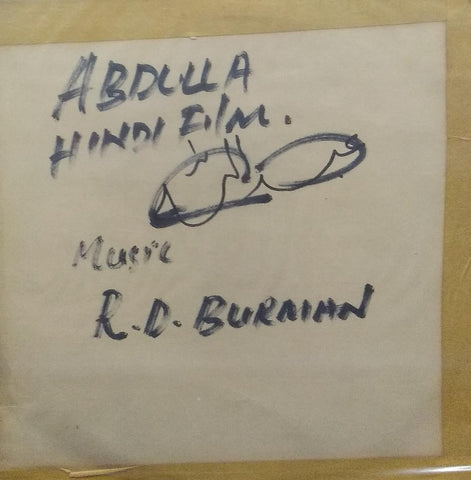 ABDULLA
HINDI FILM.
Music
R.D. BURMAN